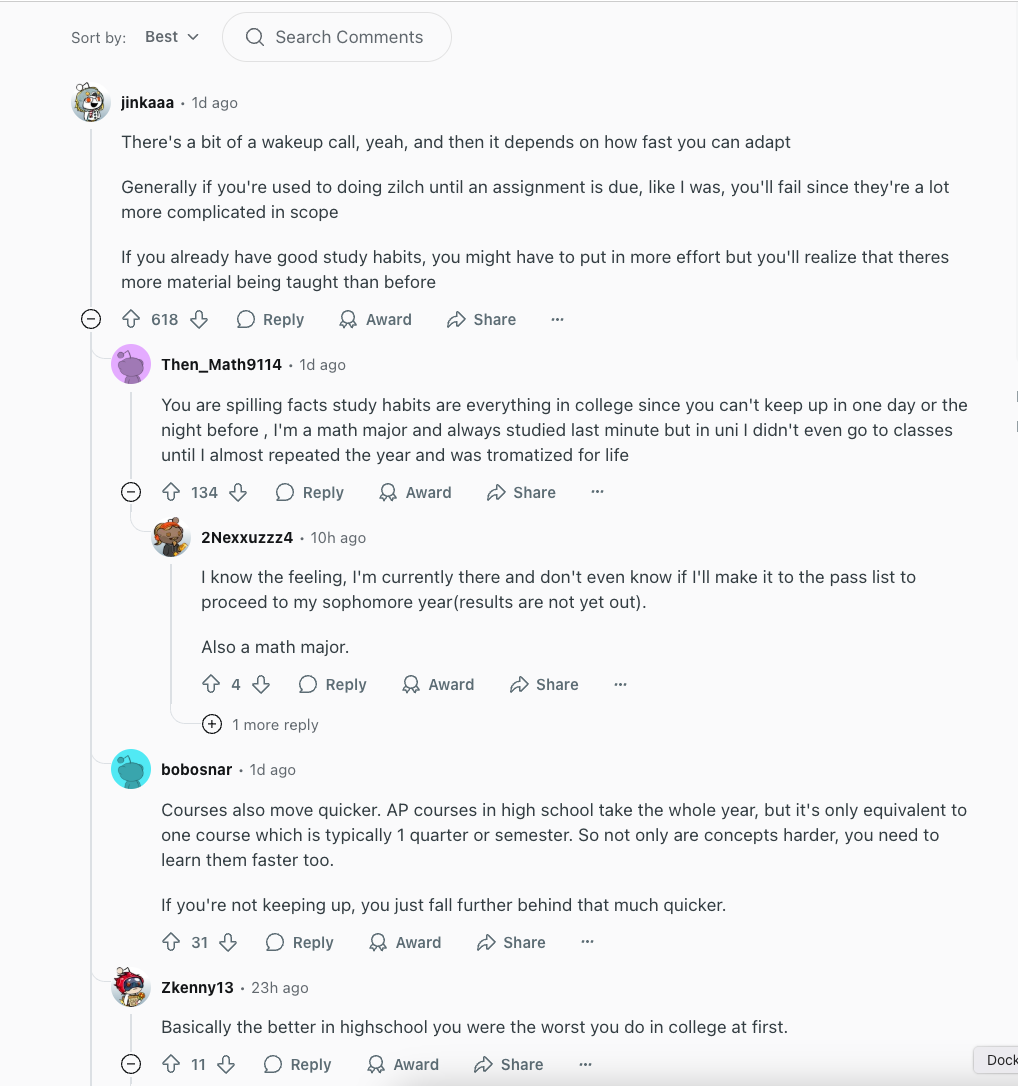 Sort by: Best Search Comments
jinkaaa • 1d ago
There's a bit of a wakeup call, yeah, and then it depends on how fast you can adapt
Generally if you're used to doing zilch until an assignment is due, like I was, you'll fail since they're a lot
more complicated in scope
If you already have good study habits, you might have to put in more effort but you'll realize that theres
more material being taught than before
618 Reply Award Share ...
Then_Math9114 • 1d ago
You are spilling facts study habits are everything in college since you can't keep up in one day or the
night before , I'm a math major and always studied last minute but in uni I didn't even go to classes
until I almost repeated the year and was tromatized for life
134 Reply Award Share ...
2Nexxuzzz4 • 10h ago
I know the feeling, I'm currently there and don't even know if I'll make it to the pass list to
proceed to my sophomore year(results are not yet out).
Also a math major.
4 Reply Award Share ...
1 more reply
bobosnar • 1d ago
Courses also move quicker. AP courses in high school take the whole year, but it's only equivalent to
one course which is typically 1 quarter or semester. So not only are concepts harder, you need to
learn them faster too.
If you're not keeping up, you just fall further behind that much quicker.
31 Reply Award Share ...
Zkenny13 • 23h ago
Basically the better in highschool you were the worst you do in college at first.
11 Reply Award Share ...
Dock